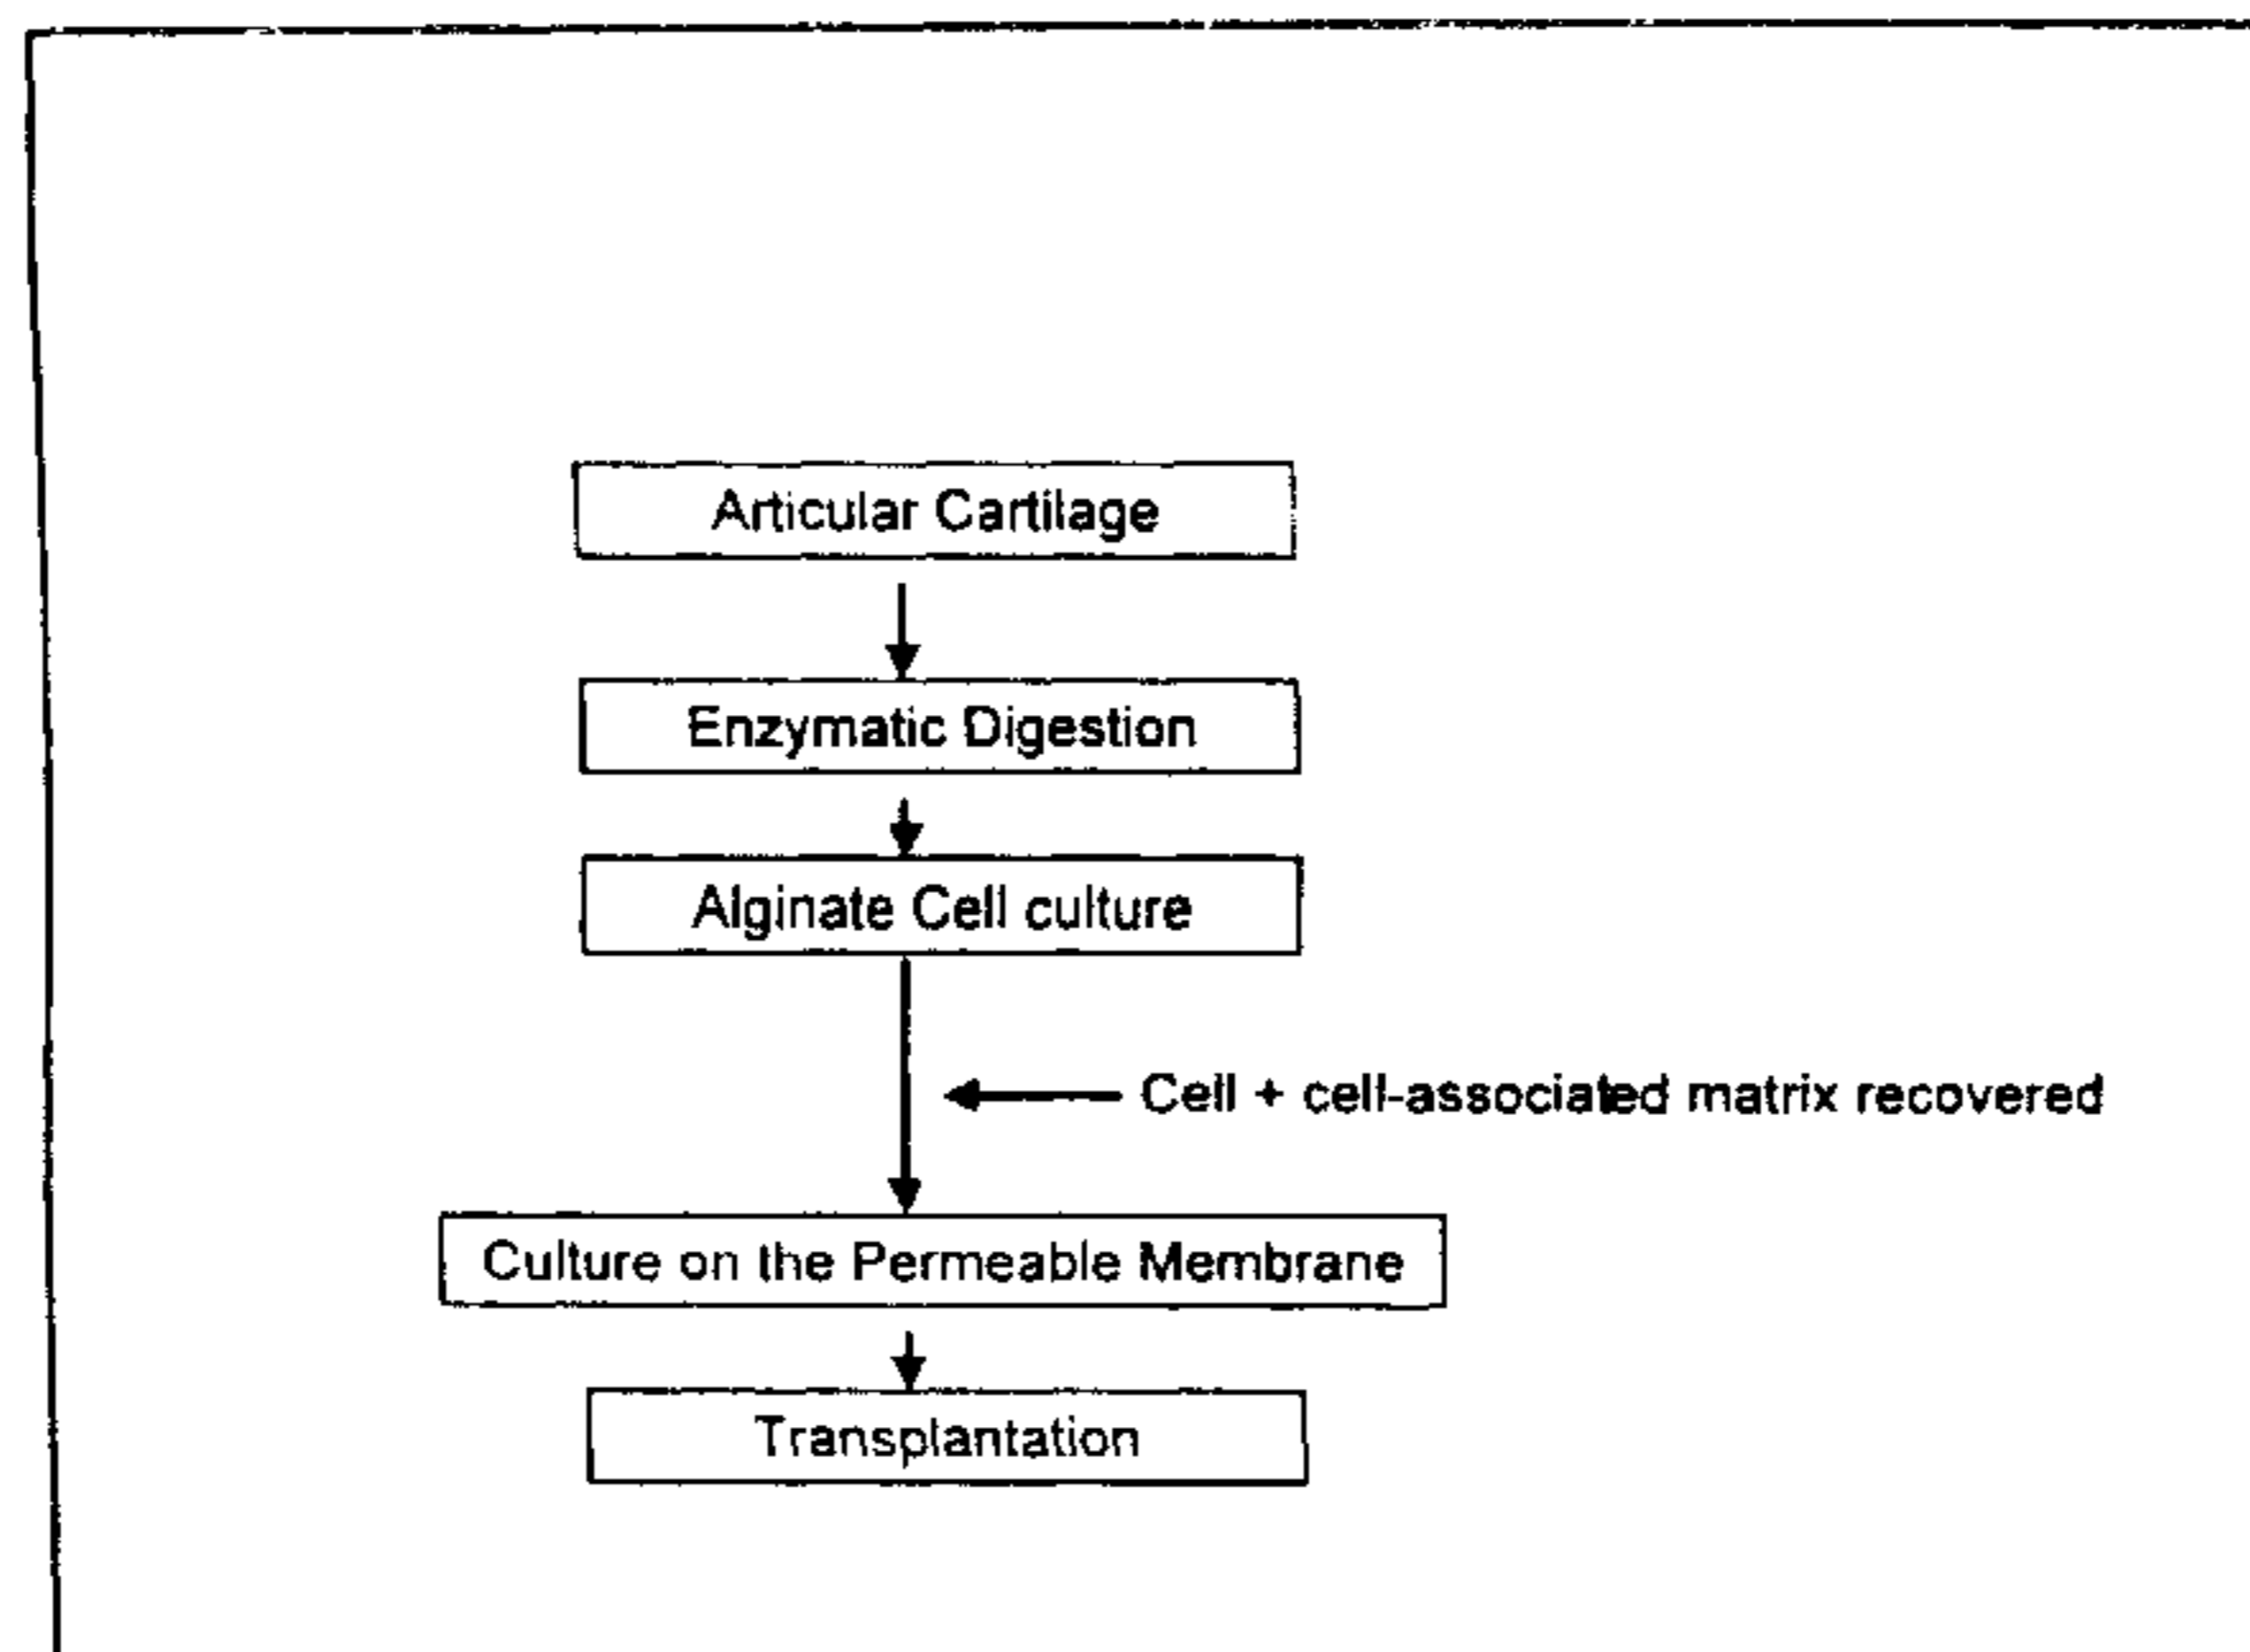 Articular Cartilage
Enzymatic Digestion
Alginate Cell culture
Cell + cell-associated matrix recovered
Culture on the Permeable Membrane
Transplantation